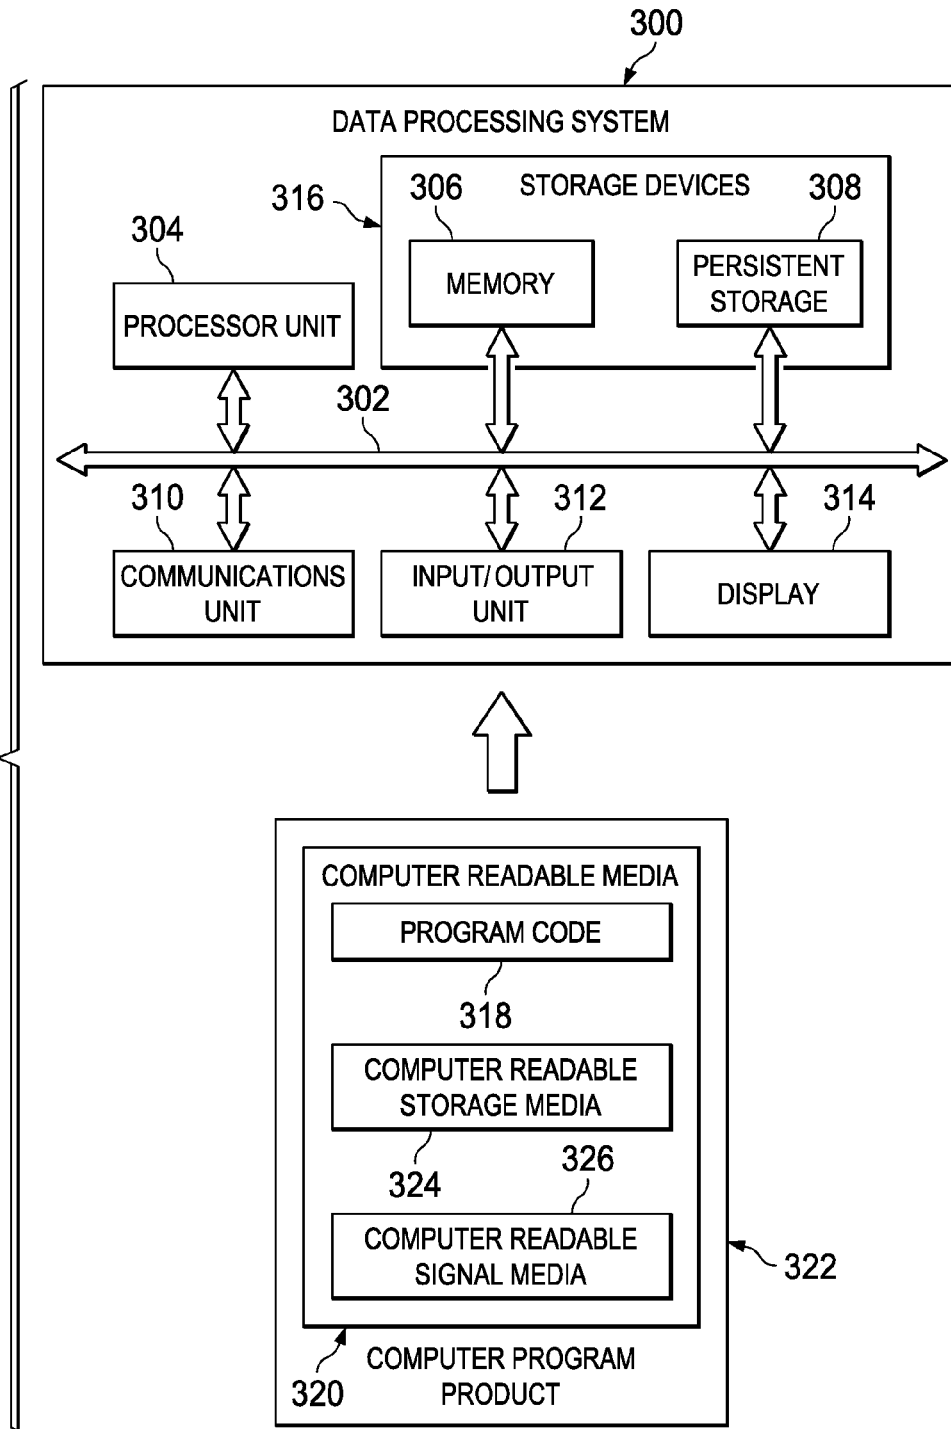 300
DATA PROCESSING SYSTEM
316
306
STORAGE DEVICES
308
304
MEMORY
PERSISTENT
STORAGE
PROCESSOR UNIT
302
310
312
314
COMMUNICATIONS
UNIT
INPUT/OUTPUT
UNIT
DISPLAY
COMPUTER READABLE MEDIA
PROGRAM CODE
318
COMPUTER READABLE
STORAGE MEDIA
324
326
COMPUTER READABLE
SIGNAL MEDIA
322
320
COMPUTER PROGRAM
PRODUCT